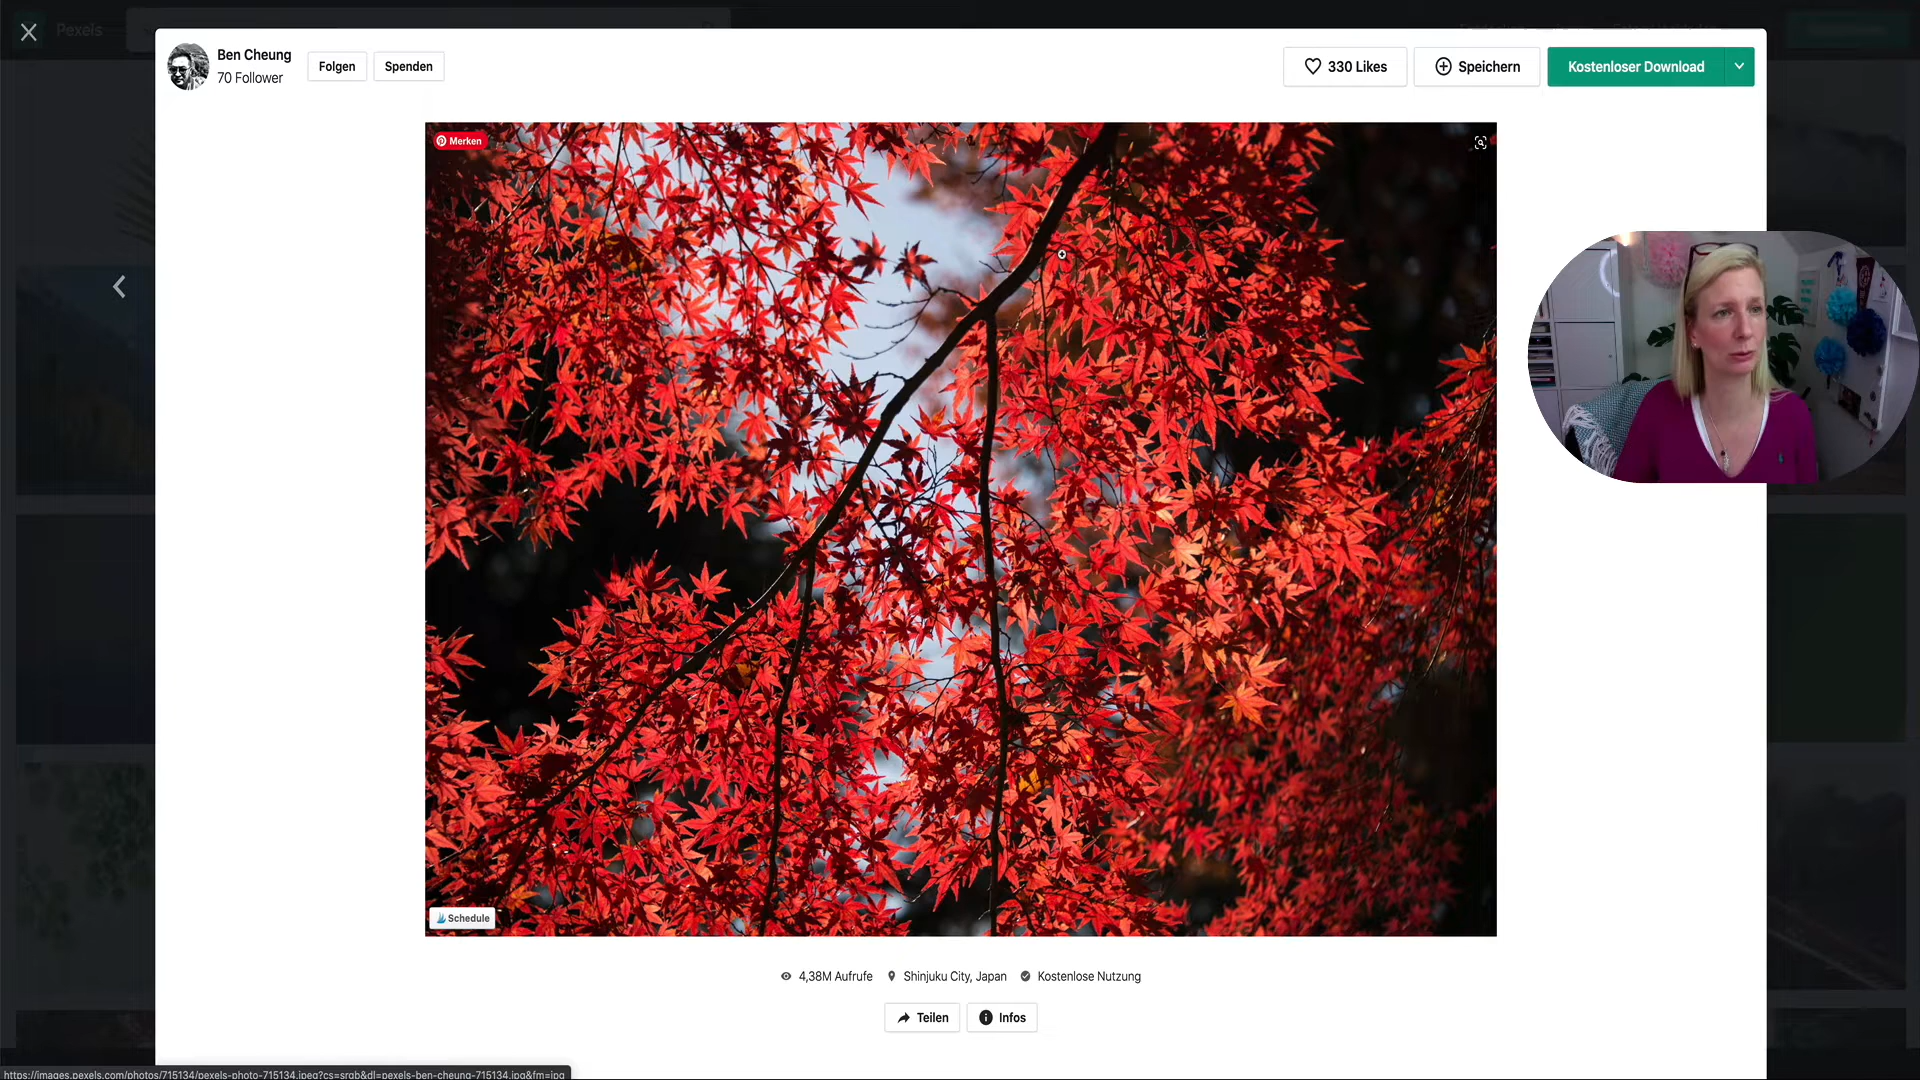 Pexels
Ben Cheung
70 Follower
Folgen
Spenden
330 Likes
Speichern
Kostenloser Download
Merken
Schedule
4,38M Aufrufe
Shinjuku City, Japan
Kostenlose Nutzung
Teilen
Infos
https://images.pexels.com/photos/715134/pexels-photo-715134.jpeg?cs=srgb&dl=pexels-ben-cheung-715134.jpg&fm=jpg